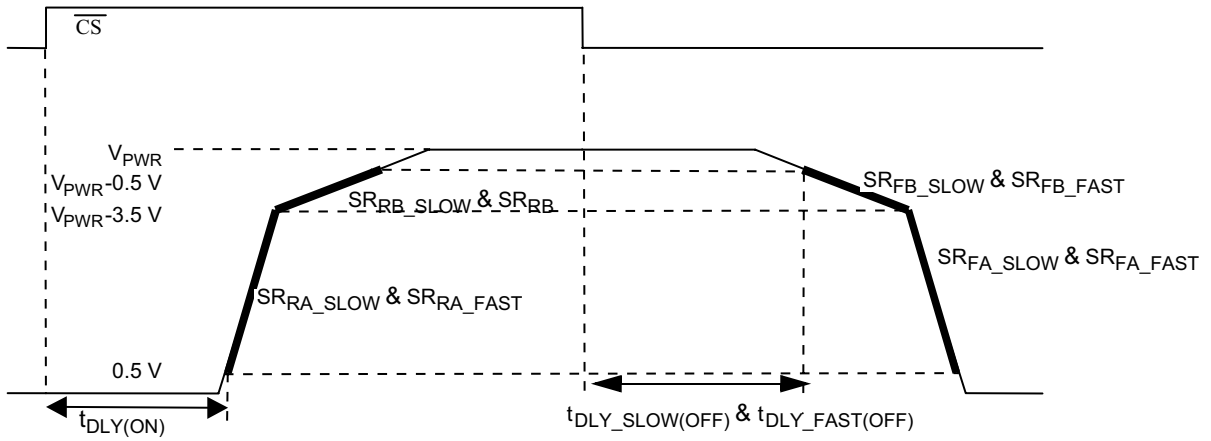 CS
VPWR
VPWR-0.5 V
VPWR-3.5 V
SRRB_SLOW & SRRB
SRFB_SLOW & SRFB_FAST
SRFA_SLOW & SRFA_FAST
SRRA_SLOW & SRRA_FAST
0.5 V
tDLY(ON)
tDLY_SLOW(OFF) & tDLY_FAST(OFF)